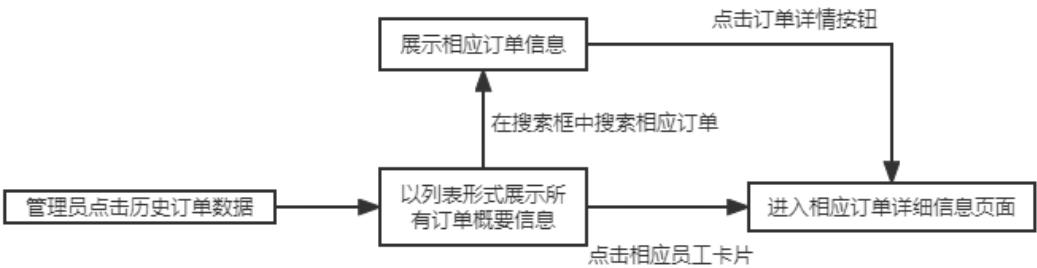 点击订单详情按钮
展示相应订单信息
在搜索框中搜索相应订单
管理员点击历史订单数据
以列表形式展示所
有订单概要信息
进入相应订单详细信息页面
点击相应员工卡片